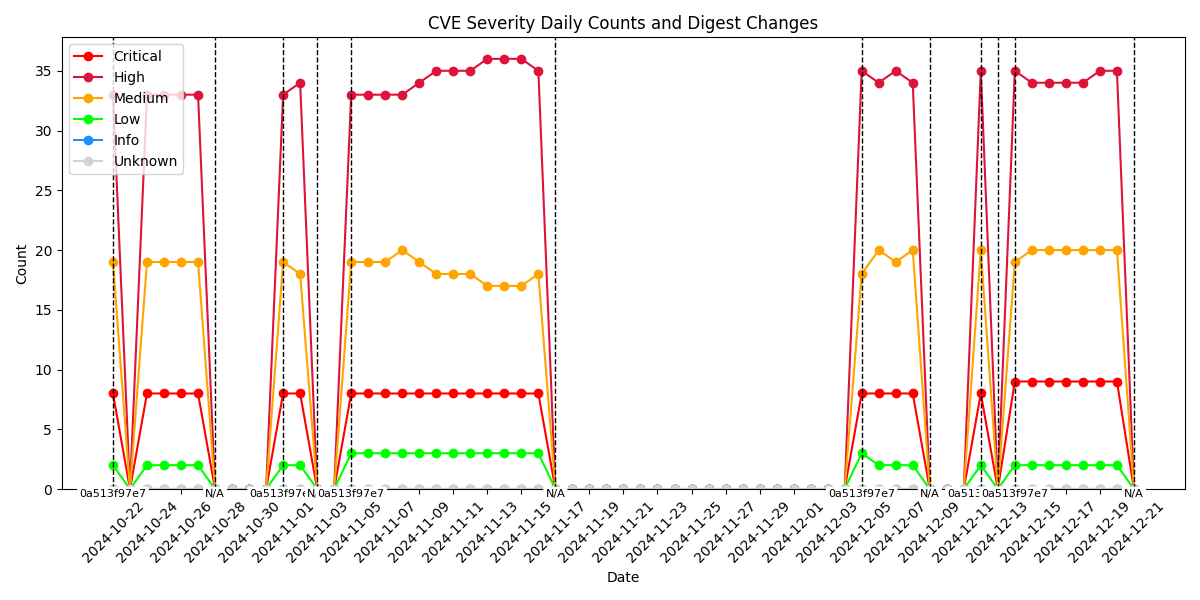 CVE Severity Daily Counts and Digest Changes
Critical
High
Medium
Low
Info
Unknown
Count
35
30
25
20
15
10
5
0
0a513f97e7
N/A
0a513f97e7
0a513f97e7
N/A
0a513f97e7
N/A
0a513f97e7
N/A
2024-10-22
2024-10-24
2024-10-26
2024-10-28
2024-10-30
2024-11-01
2024-11-03
2024-11-05
2024-11-07
2024-11-09
2024-11-11
2024-11-13
2024-11-15
2024-11-17
2024-11-19
2024-11-21
2024-11-23
2024-11-25
2024-11-27
2024-11-29
2024-12-01
2024-12-03
2024-12-05
2024-12-07
2024-12-09
2024-12-11
2024-12-13
2024-12-15
2024-12-17
2024-12-19
2024-12-21
Date